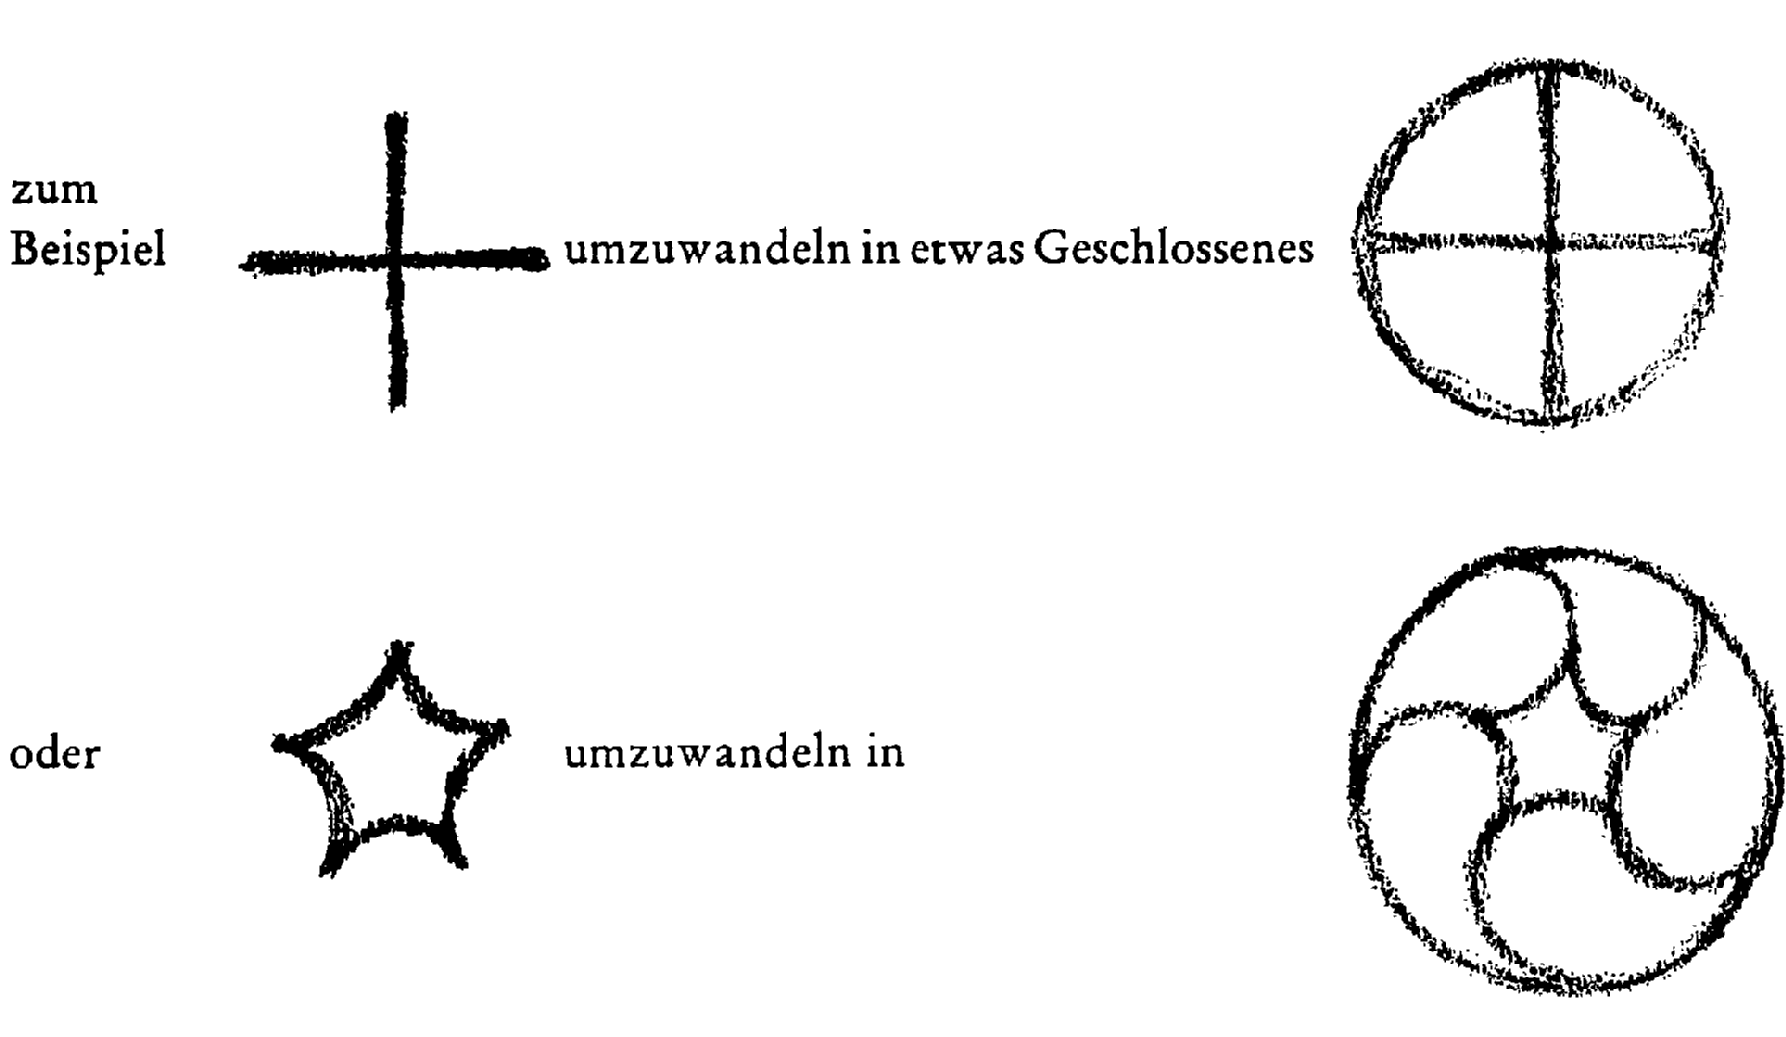 zum
Beispiel umzuwandeln in etwas Geschlossenes
oder umzuwandeln in